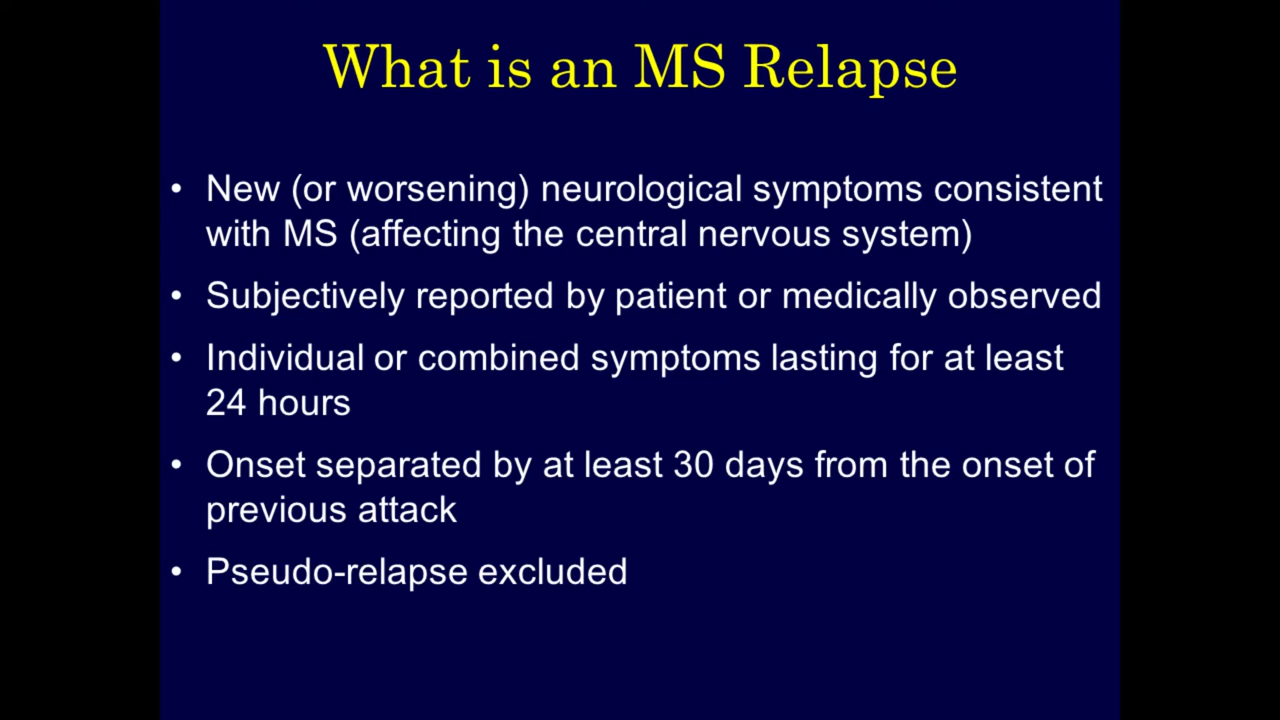 What is an MS Relapse
• New (or worsening) neurological symptoms consistent
with MS (affecting the central nervous system)
• Subjectively reported by patient or medically observed
• Individual or combined symptoms lasting for at least
24 hours
• Onset separated by at least 30 days from the onset of
previous attack
• Pseudo-relapse excluded